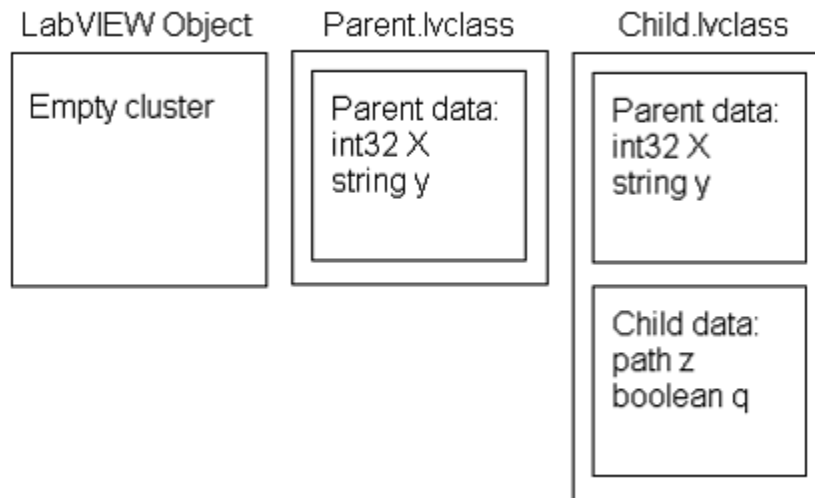 LabVIEW Object
Empty cluster
Parent.lvclass
Parent data:
int32 X
string y
Child.lvclass
Parent data:
int32 X
string y
Child data:
path z
boolean q